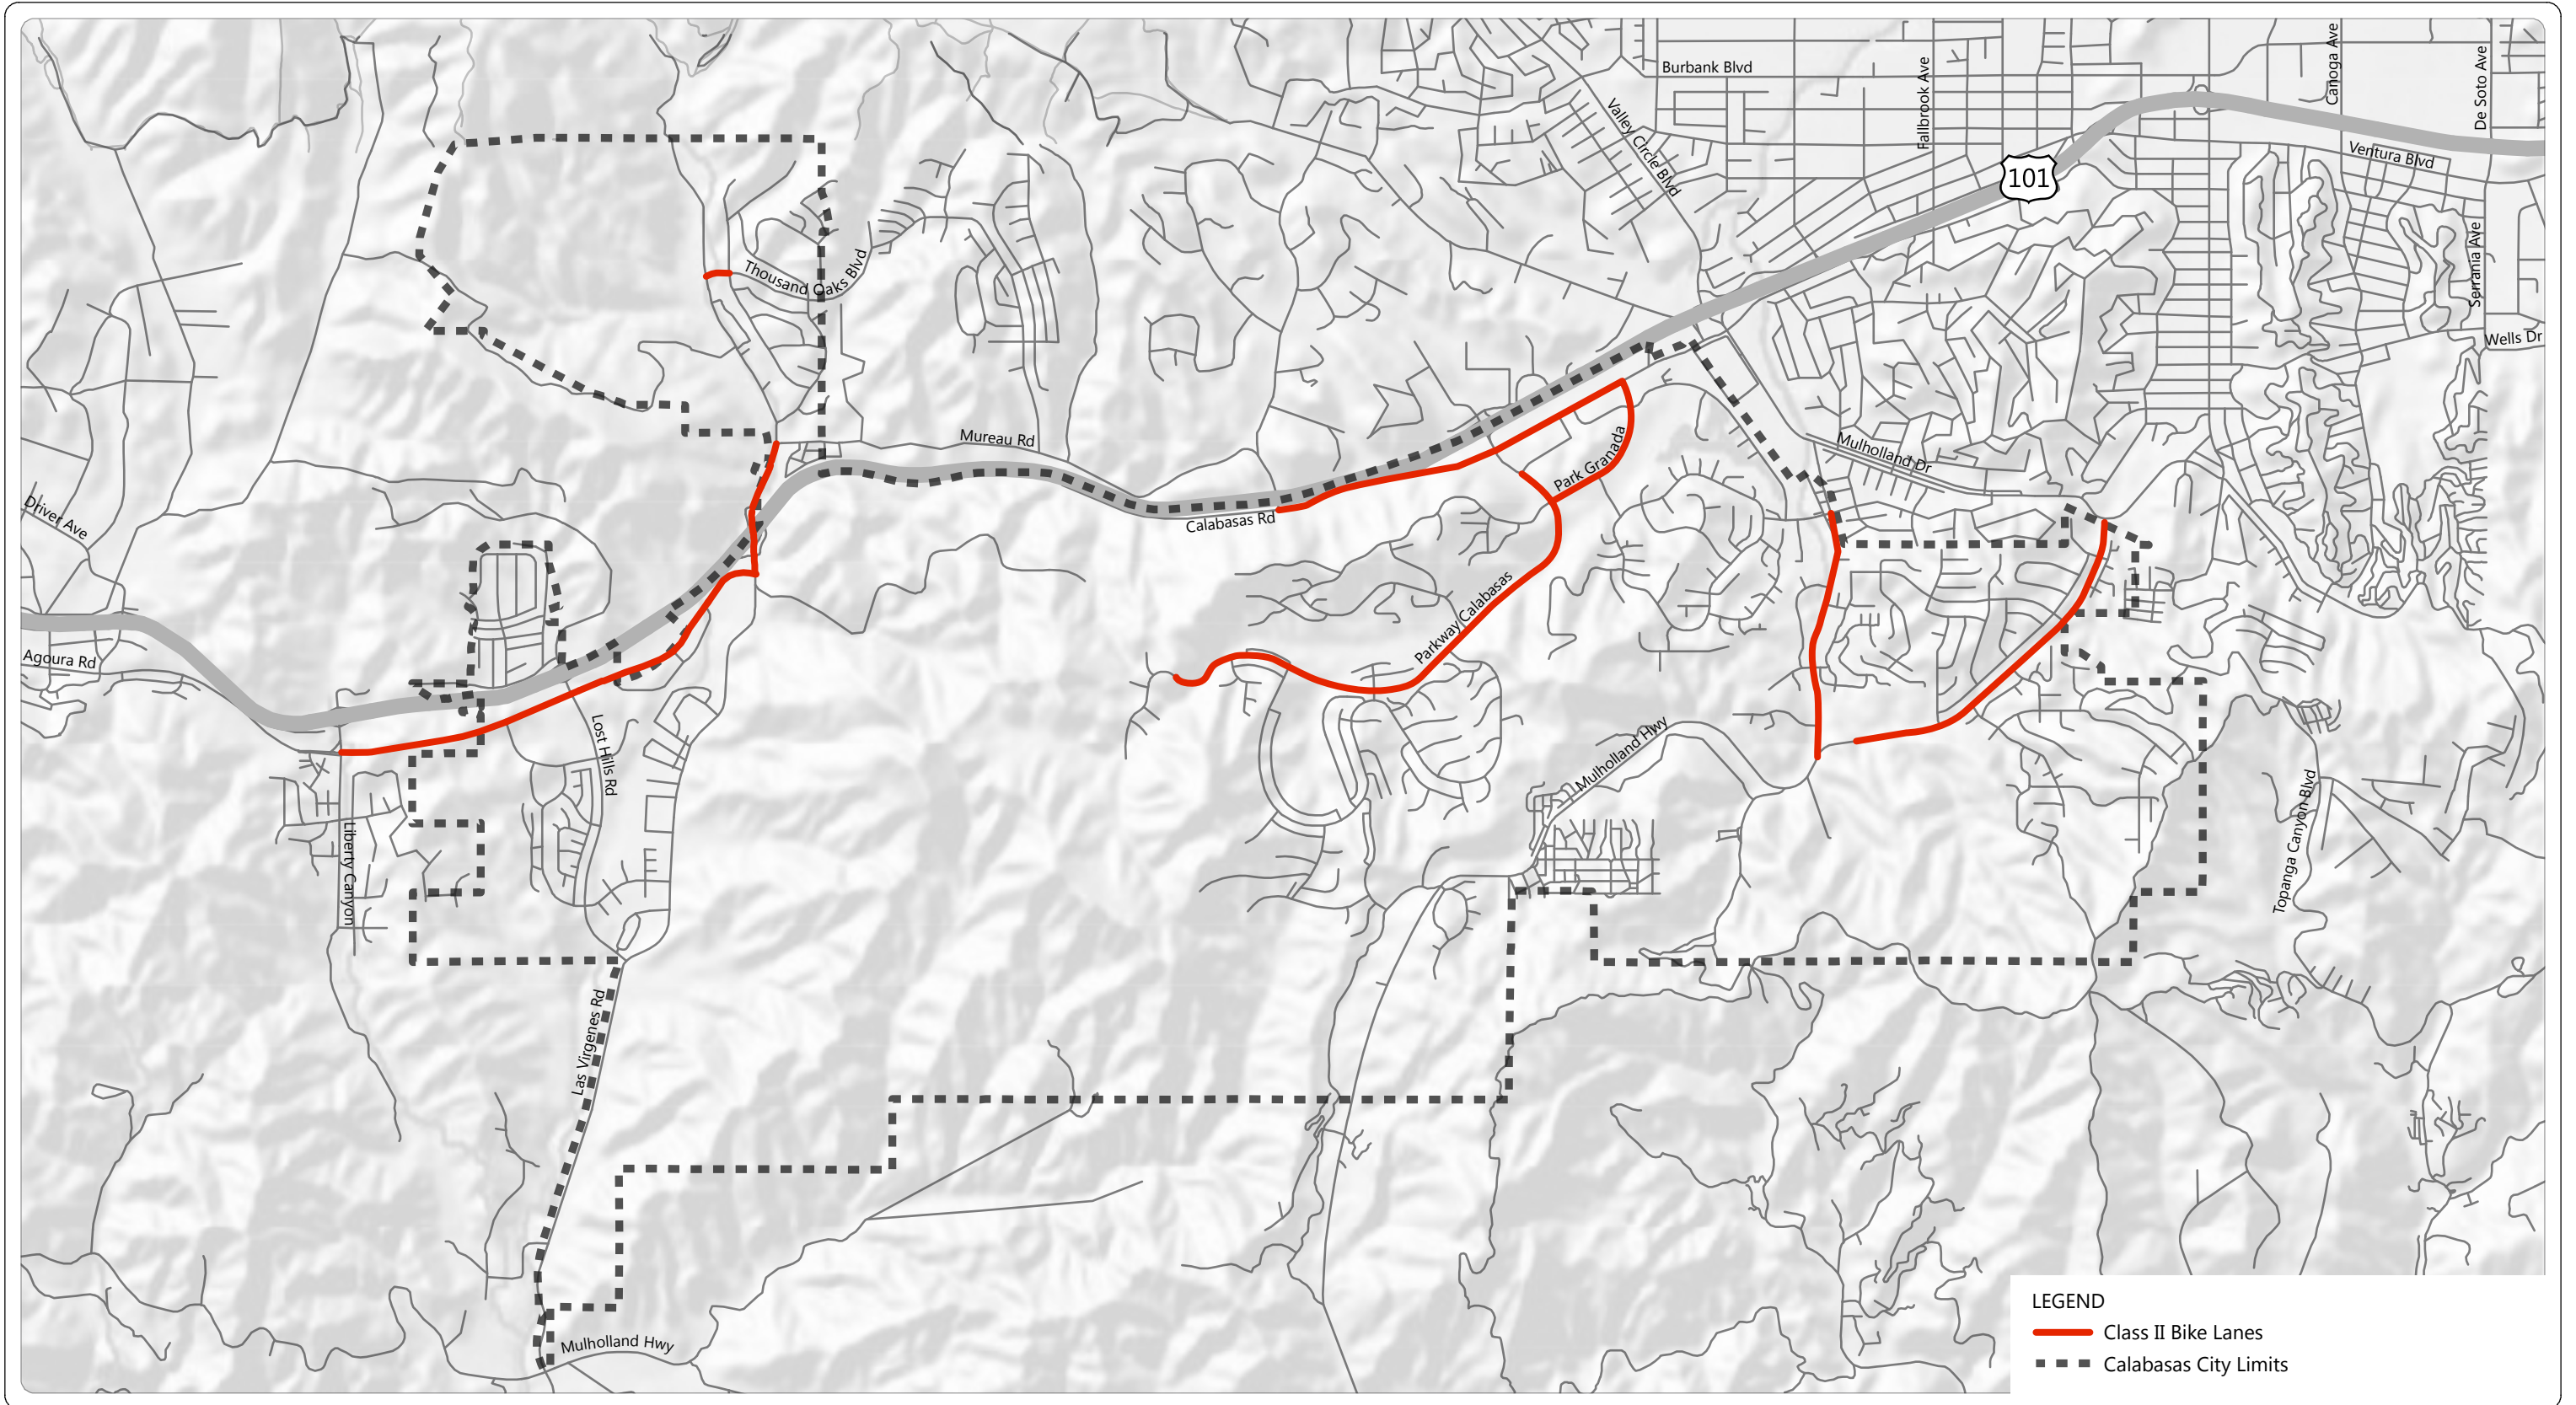 Burbank Blvd
Valley Circle Blvd
Fallbrook Ave
Canoga Ave
De Soto Ave
Ventura Blvd
101
Serrania Ave
Wells Dr
Thousand Oaks Blvd
Mureau Rd
Calabasas Rd
Park Granada
Mulholland Dr
Driver Ave
Agoura Rd
Parkway Calabasas
Lost Hills Rd
Mulholland Hwy
Liberty Canyon
Topanga Canyon Blvd
Las Virgenes Rd
Mulholland Hwy
LEGEND
Class II Bike Lanes
Calabasas City Limits